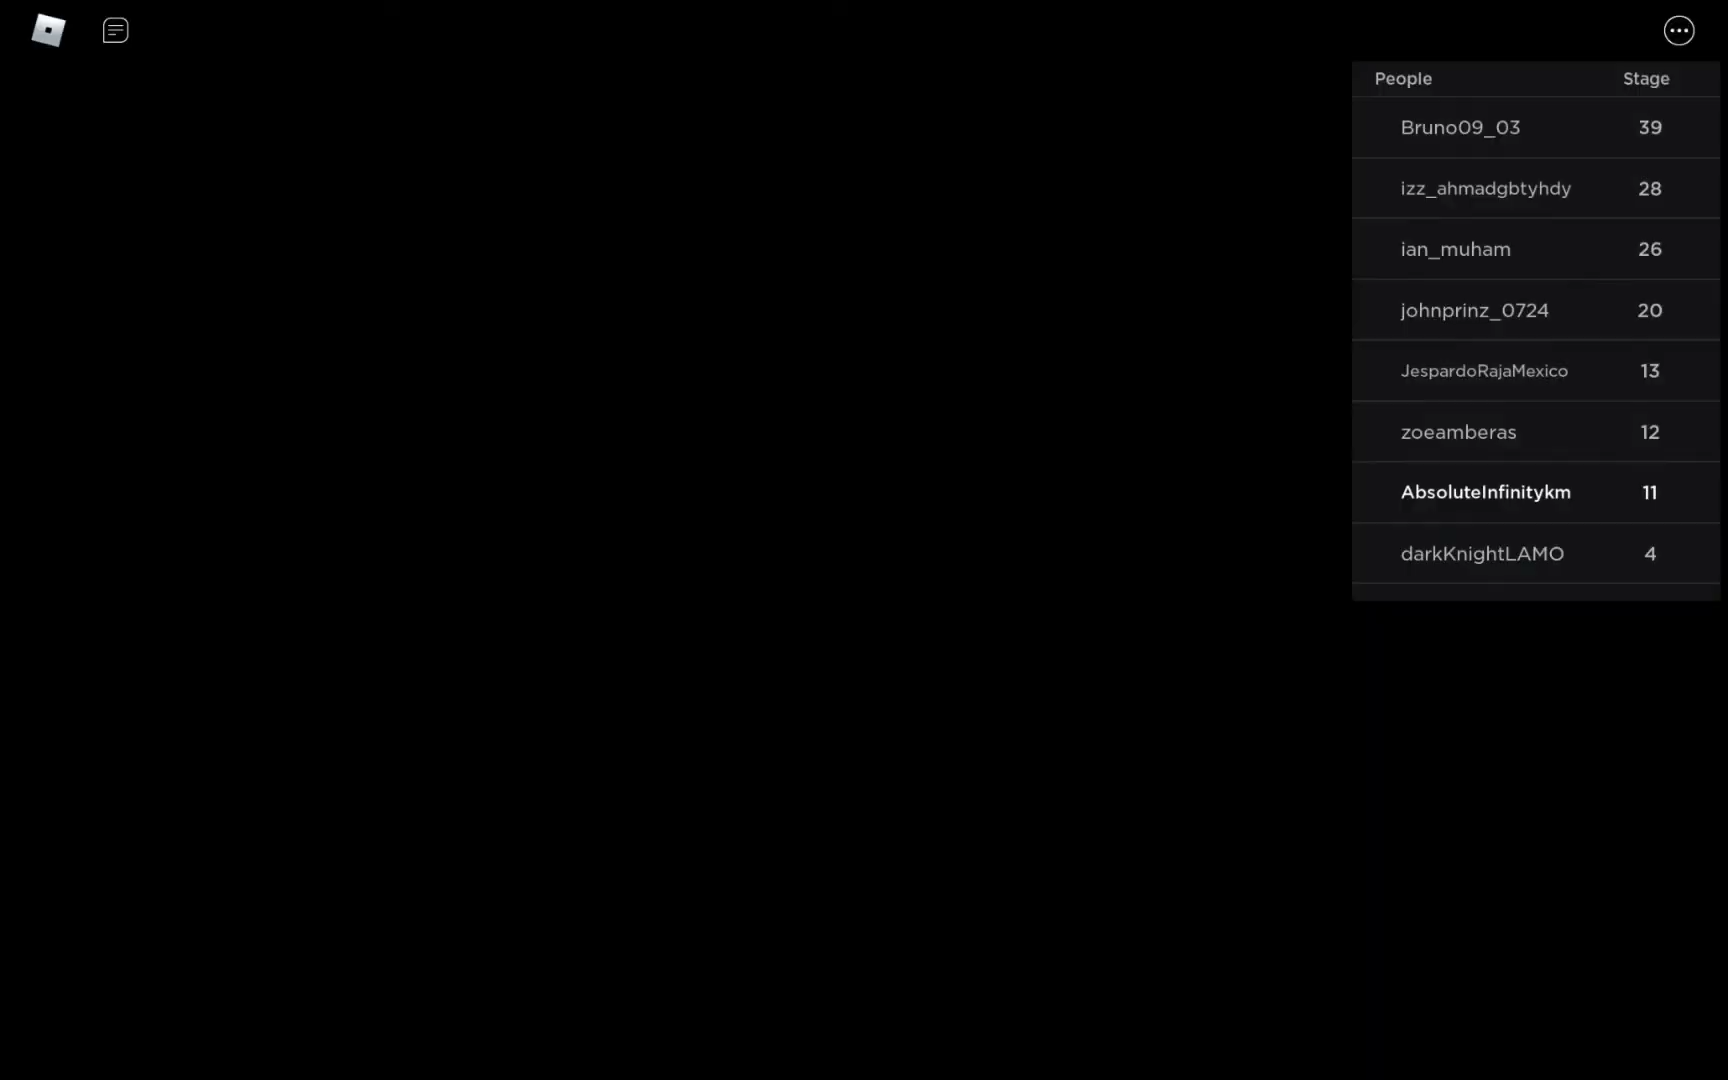 People Stage
Bruno09_03 39
izz_ahmadgbtyhdy 28
ian_muham 26
johnprinz_0724 20
JespardoRajaMexico 13
zoeamberas 12
AbsoluteInfinitykm 11
darkKnightLAMO 4